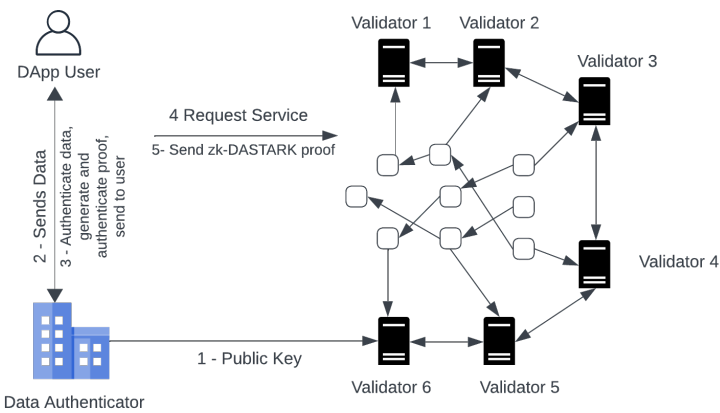 Validator 1
Validator 2
Validator 3
DApp User
4 Request Service
5- Send zk-DASTARK proof
2 - Sends Data
3 - Authenticate data,
generate and
authenticate proof,
send to user
Validator 4
1 - Public Key
Validator 6
Validator 5
Data Authenticator